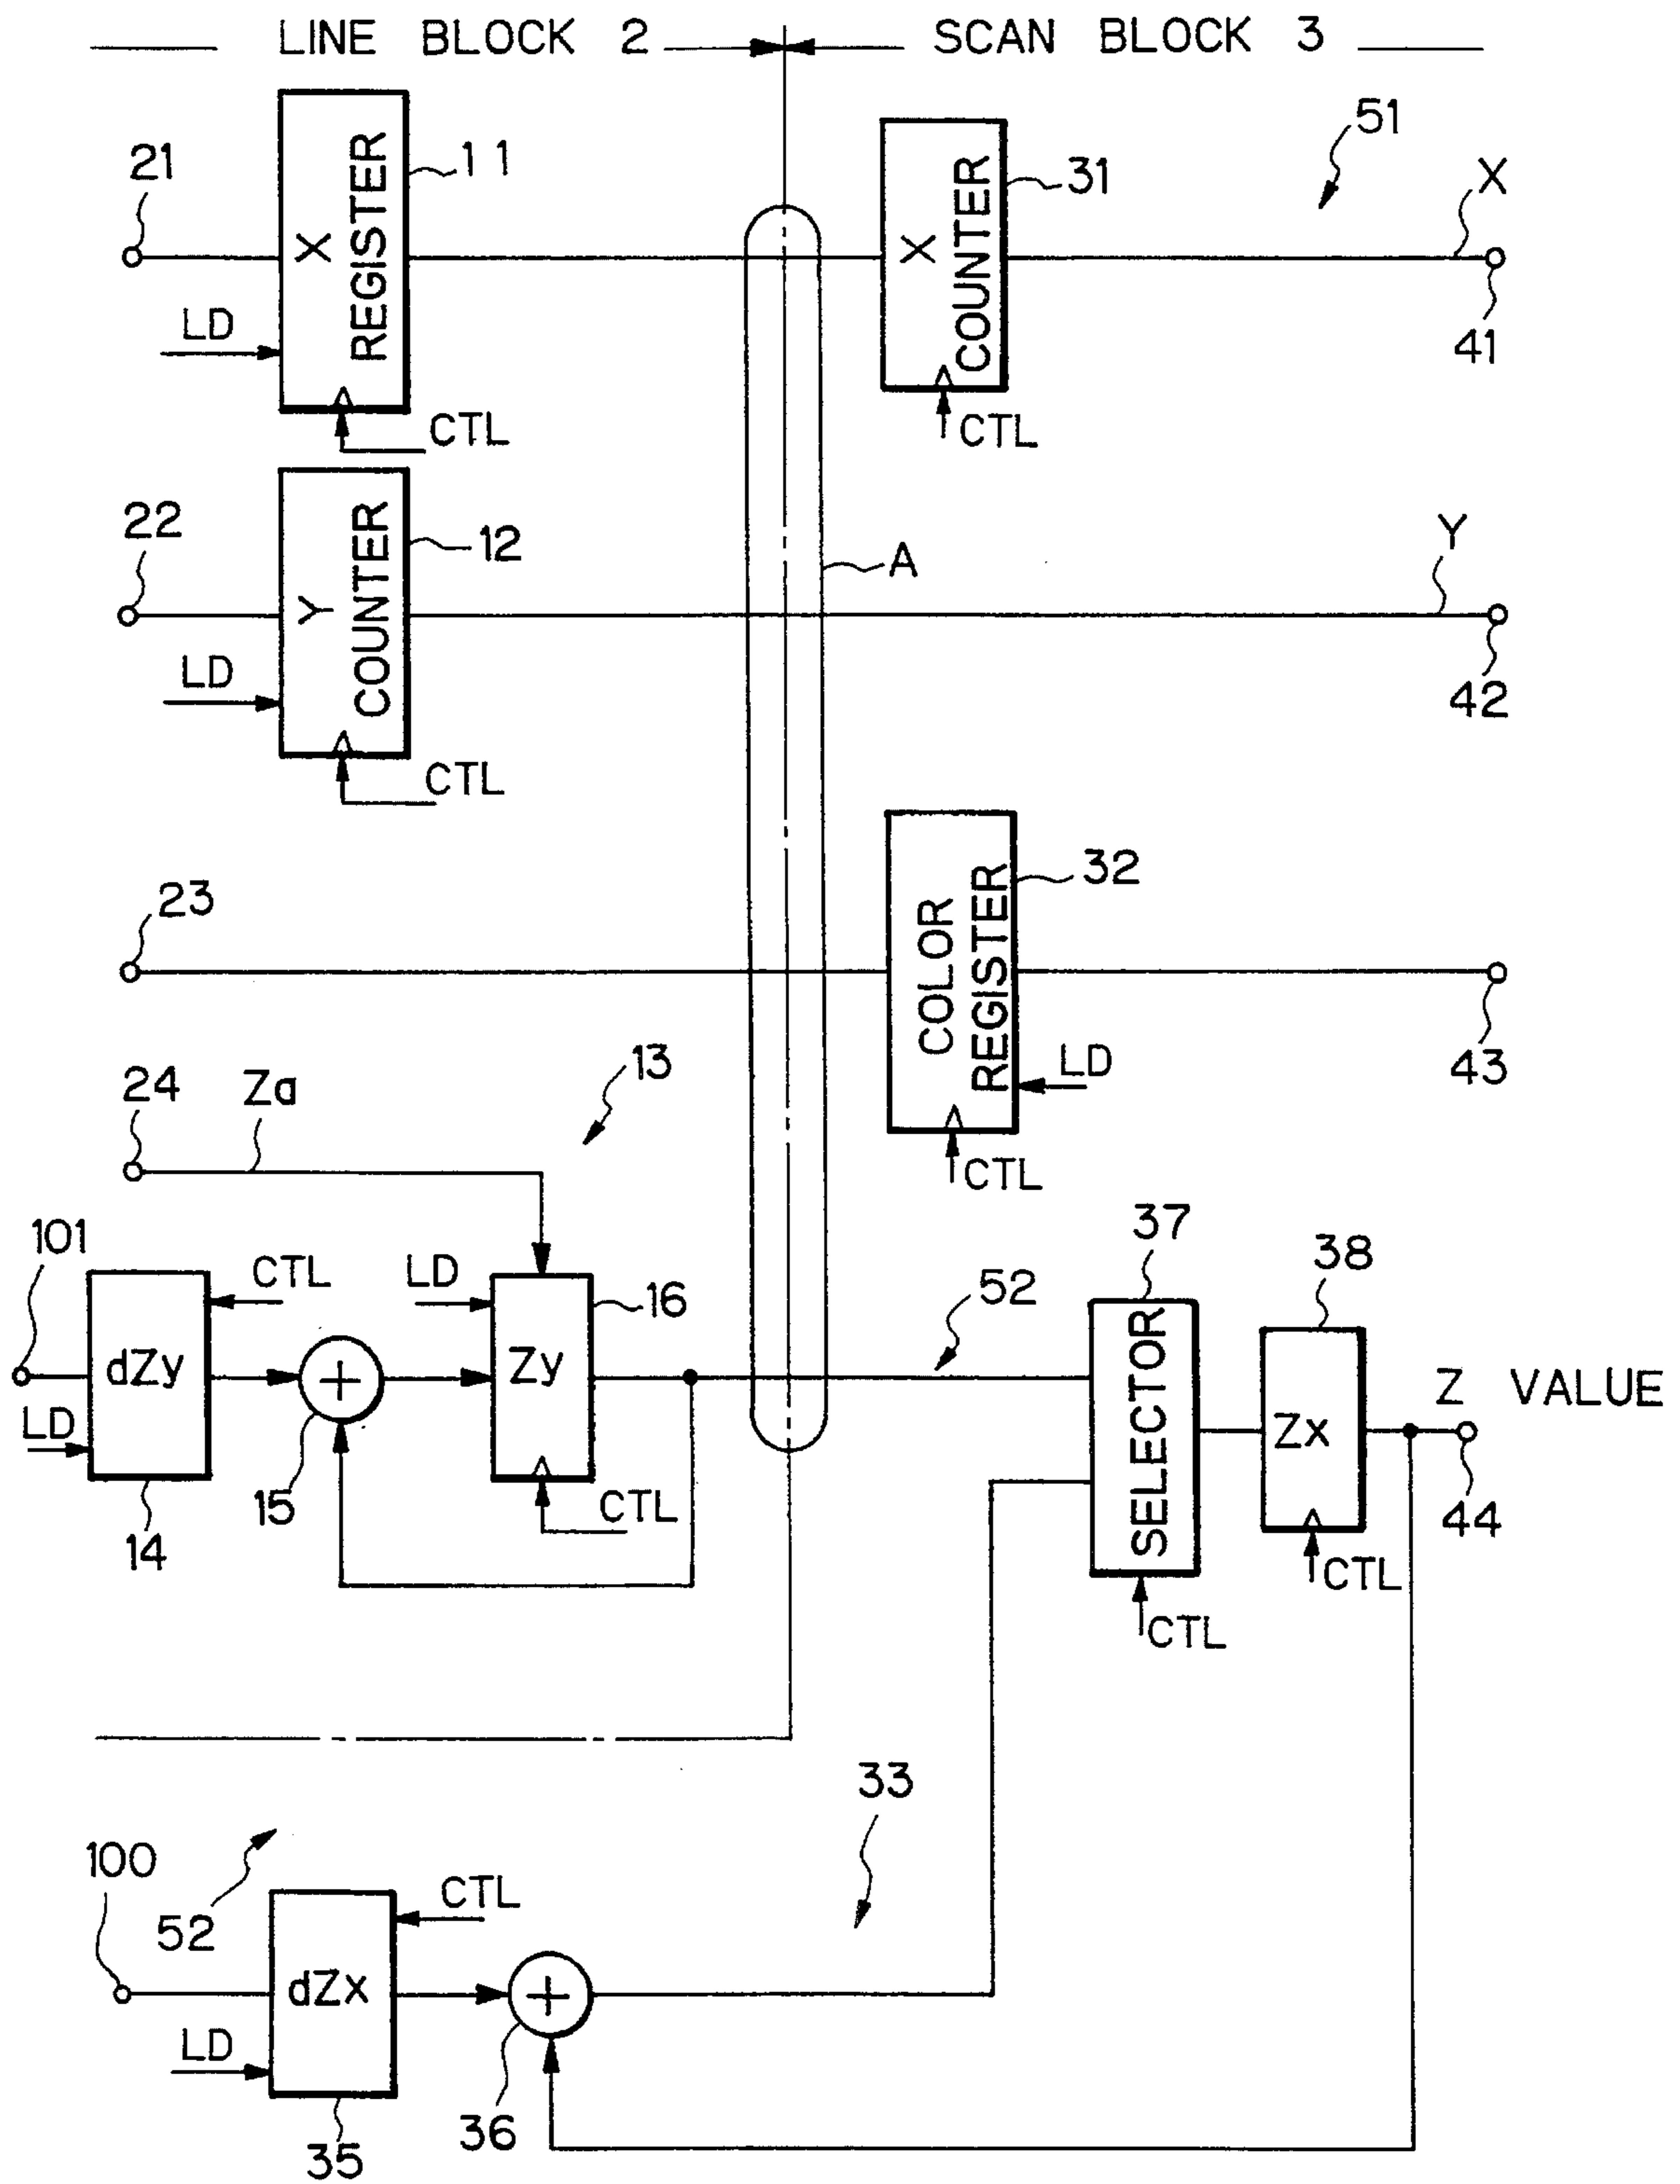 LINE BLOCK 2
SCAN BLOCK 3
51
21
X REGISTER
11
X COUNTER
31
X
LD
41
CTL
CTL
22
Y COUNTER
12
A
Y
LD
42
CTL
23
COLOR REGISTER
32
LD
43
CTL
24
Za
13
101
dZy
CTL
LD
Zy
16
52
37
SELECTOR
38
Zx
Z VALUE
44
LD
15
14
CTL
CTL
CTL
33
100
52
dZx
CTL
LD
36
35